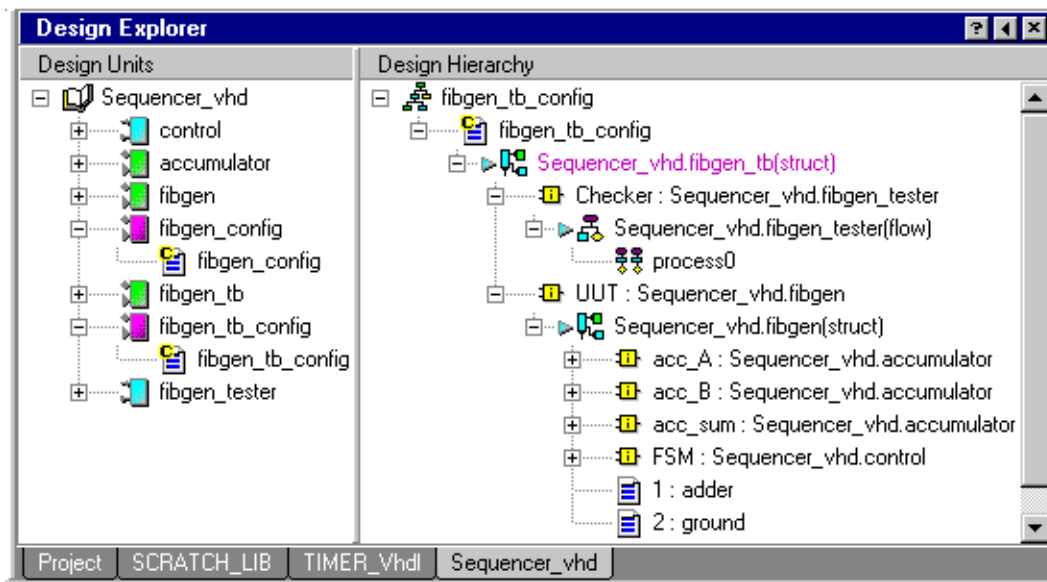 Design Explorer
Design Units
Sequencer_vhd
control
accumulator
fibgen
fibgen_config
fibgen_config
fibgen_tb
fibgen_tb_config
fibgen_tb_config
fibgen_tester
Design Hierarchy
fibgen_tb_config
fibgen_tb_config
Sequencer_vhd.fibgen_tb(struct)
Checker : Sequencer_vhd.fibgen_tester
Sequencer_vhd.fibgen_tester(flow)
process0
UUT : Sequencer_vhd.fibgen
Sequencer_vhd.fibgen(struct)
acc_A : Sequencer_vhd.accumulator
acc_B : Sequencer_vhd.accumulator
acc_sum : Sequencer_vhd.accumulator
FSM : Sequencer_vhd.control
1 : adder
2 : ground
Project SCRATCH_LIB TIMER_Vhdl Sequencer_vhd